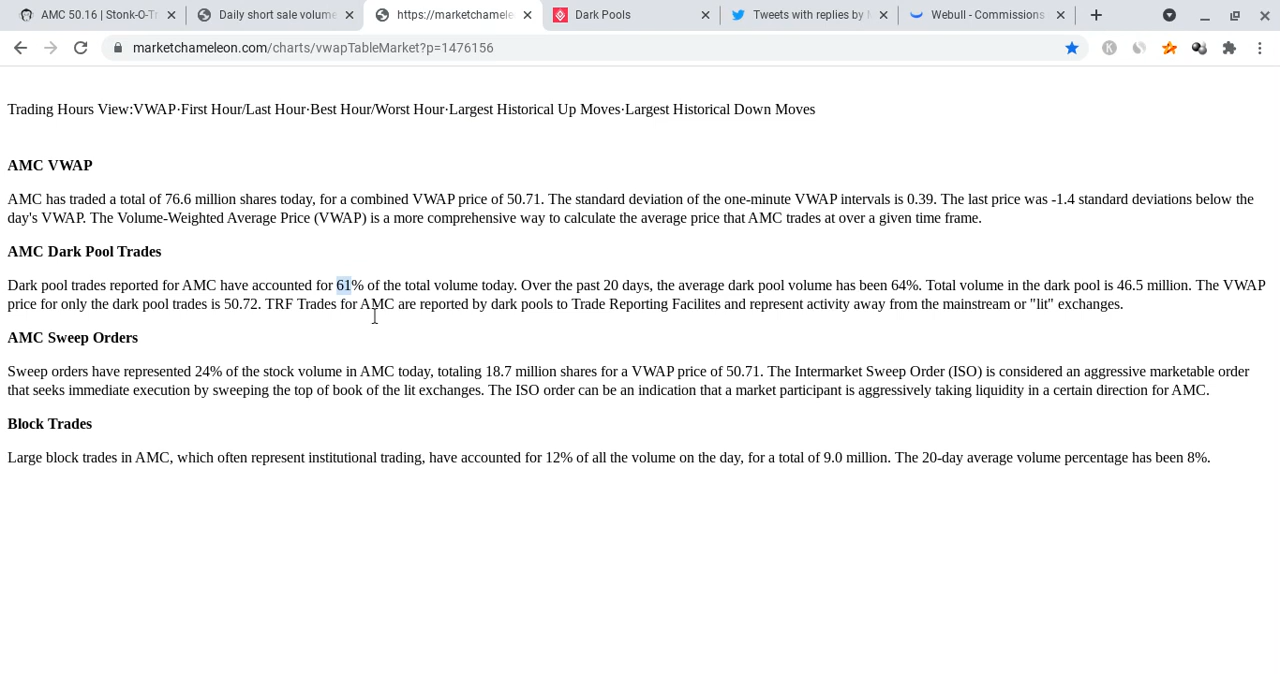 AMC 50.16 | Stonk-O-Tr
Daily short sale volume
https://marketchamele
Dark Pools
Tweets with replies by
Webull - Commissions
marketchameleon.com/charts/vwapTableMarket?p=1476156
Trading Hours View:VWAP·First Hour/Last Hour·Best Hour/Worst Hour·Largest Historical Up Moves·Largest Historical Down Moves
AMC VWAP
AMC has traded a total of 76.6 million shares today, for a combined VWAP price of 50.71. The standard deviation of the one-minute VWAP intervals is 0.39. The last price was -1.4 standard deviations below the
day's VWAP. The Volume-Weighted Average Price (VWAP) is a more comprehensive way to calculate the average price that AMC trades at over a given time frame.
AMC Dark Pool Trades
Dark pool trades reported for AMC have accounted for 61% of the total volume today. Over the past 20 days, the average dark pool volume has been 64%. Total volume in the dark pool is 46.5 million. The VWAP
price for only the dark pool trades is 50.72. TRF Trades for AMC are reported by dark pools to Trade Reporting Facilites and represent activity away from the mainstream or "lit" exchanges.
AMC Sweep Orders
Sweep orders have represented 24% of the stock volume in AMC today, totaling 18.7 million shares for a VWAP price of 50.71. The Intermarket Sweep Order (ISO) is considered an aggressive marketable order
that seeks immediate execution by sweeping the top of book of the lit exchanges. The ISO order can be an indication that a market participant is aggressively taking liquidity in a certain direction for AMC.
Block Trades
Large block trades in AMC, which often represent institutional trading, have accounted for 12% of all the volume on the day, for a total of 9.0 million. The 20-day average volume percentage has been 8%.